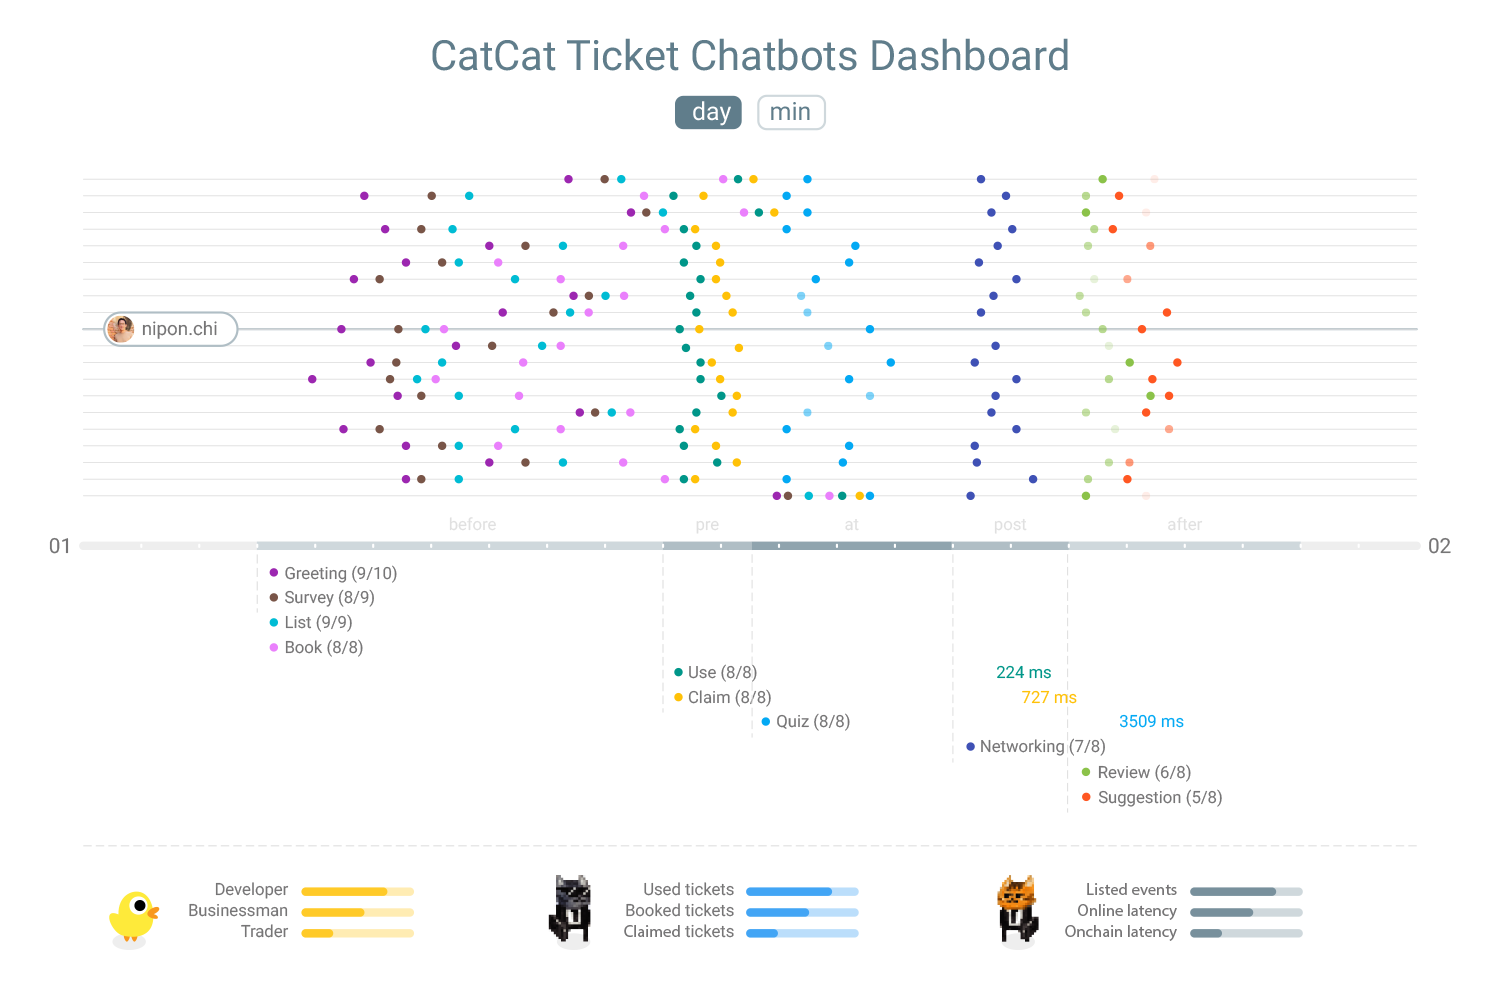 CatCat Ticket Chatbots Dashboard
day min
nipon.chi
before pre at post after
01 02
Greeting (9/10)
Survey (8/9)
List (9/9)
Book (8/8)
Use (8/8) 224 ms
Claim (8/8) 727 ms
Quiz (8/8) 3509 ms
Networking (7/8)
Review (6/8)
Suggestion (5/8)
Developer
Businessman
Trader
Used tickets
Booked tickets
Claimed tickets
Listed events
Online latency
Onchain latency